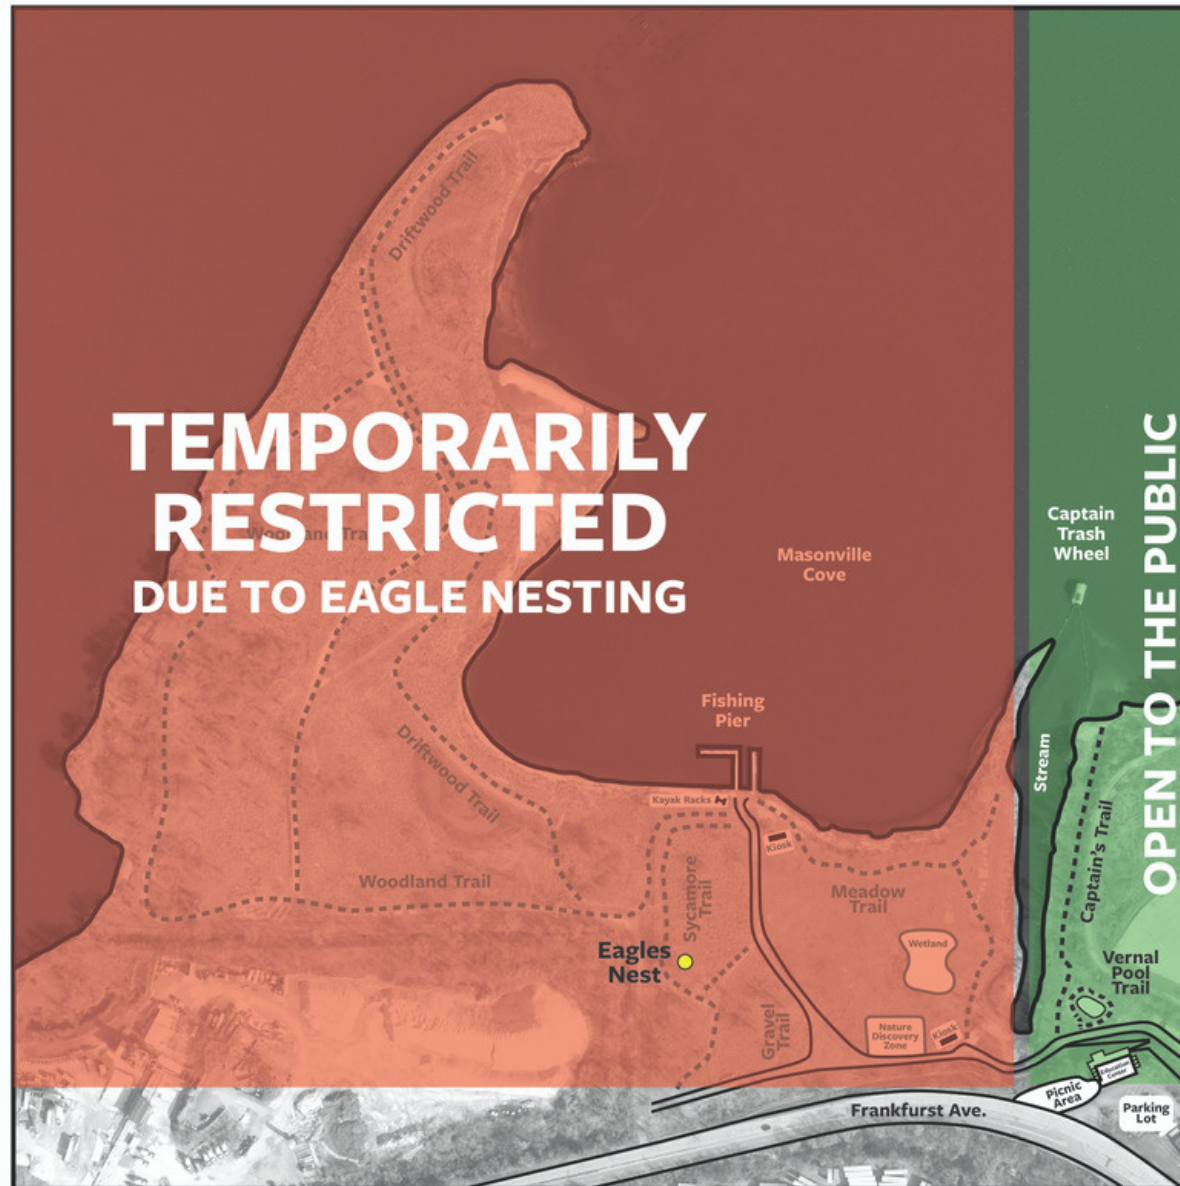 Driftwood Trail
TEMPORARILY
RESTRICTED
DUE TO EAGLE NESTING
Woodland Trail
Masonville
Cove
Captain
Trash
Wheel
OPEN TO THE PUBLIC
Fishing
Pier
Stream
Driftwood Trail
Kayak Racks
Kiosk
Captain's Trail
Woodland Trail
Sycamore
Trail
Meadow
Trail
Eagles
Nest
Wetland
Vernal
Pool
Trail
Gravel
Trail
Nature
Discovery
Zone
Kiosk
Education
Center
Picnic
Area
Frankfurst Ave.
Parking
Lot